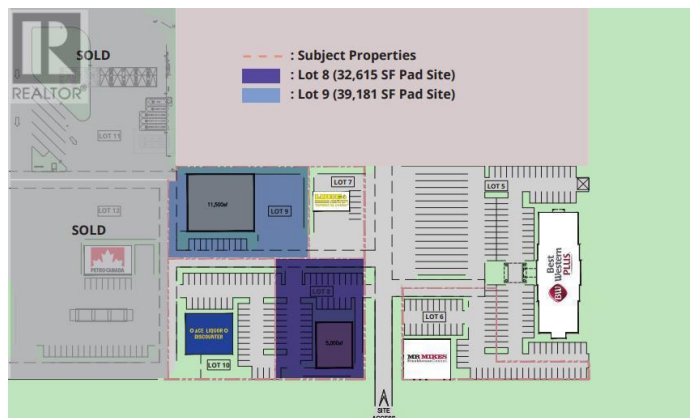 SOLD
REALTOR®
: Subject Properties
: Lot 8 (32,615 SF Pad Site)
: Lot 9 (39,181 SF Pad Site)
LOT 11
LOT 7
LOT 5
LOT 12
11,500sf
LOT 9
SOLD
PETRO-CANADA
Best Western PLUS
BW
LOT 8
LOT 6
ACE LIQUOR
DISCOUNTER
5,000sf
MR MIKES
LOT 10
SITE
ACCESS